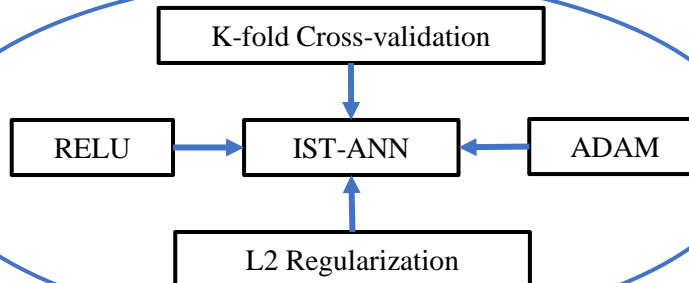 K-fold Cross-validation
RELU
IST-ANN
ADAM
L2 Regularization